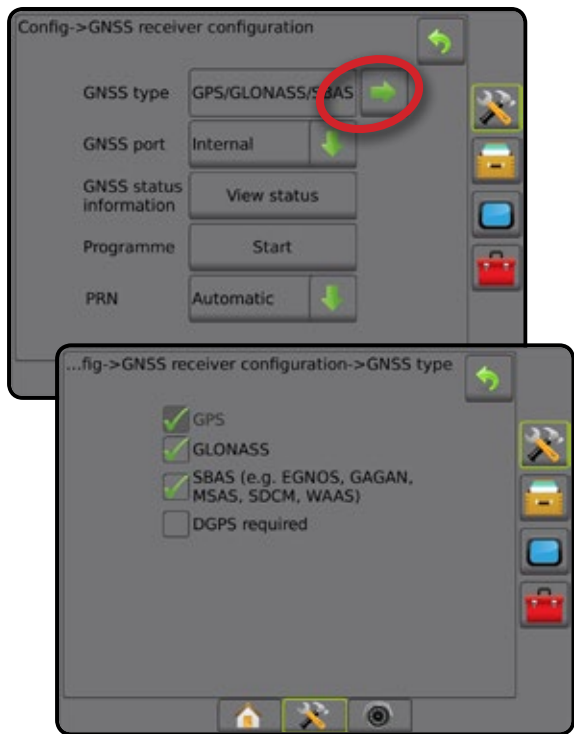 Config->GNSS receiver configuration
GNSS type GPS/GLONASS/SBAS
GNSS port Internal
GNSS status
information View status
Programme Start
PRN Automatic
...fig->GNSS receiver configuration->GNSS type
GPS
GLONASS
SBAS (e.g. EGNOS, GAGAN,
MSAS, SDCM, WAAS)
DGPS required